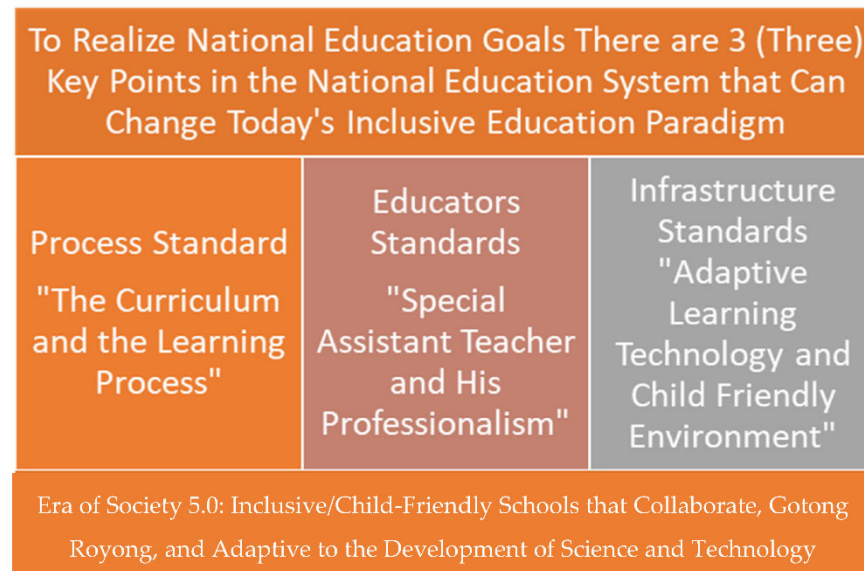 To Realize National Education Goals There are 3 (Three)
Key Points in the National Education System that Can
Change Today's Inclusive Education Paradigm
Process Standard
"The Curriculum
and the Learning
Process"
Educators
Standards
"Special
Assistant Teacher
and His
Professionalism"
Infrastructure
Standards
"Adaptive
Learning
Technology and
Child Friendly
Environment"
Era of Society 5.0: Inclusive/Child-Friendly Schools that Collaborate, Gotong
Royong, and Adaptive to the Development of Science and Technology